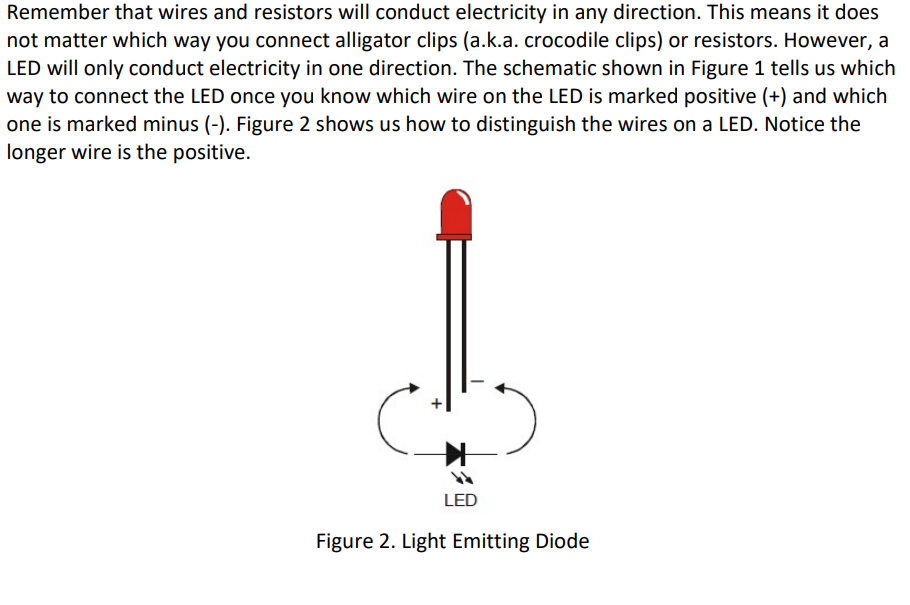 Remember that wires and resistors will conduct electricity in any direction. This means it does
not matter which way you connect alligator clips (a.k.a. crocodile clips) or resistors. However, a
LED will only conduct electricity in one direction. The schematic shown in Figure 1 tells us which
way to connect the LED once you know which wire on the LED is marked positive (+) and which
one is marked minus (-). Figure 2 shows us how to distinguish the wires on a LED. Notice the
longer wire is the positive.
−
+
LED
Figure 2. Light Emitting Diode